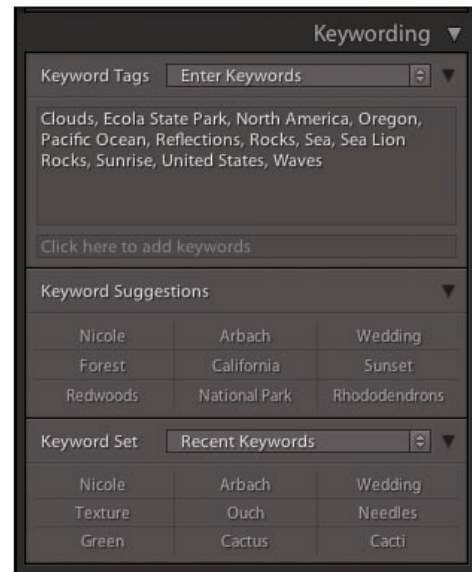 Keywording
Keyword Tags Enter Keywords
Clouds, Ecola State Park, North America, Oregon,
Pacific Ocean, Reflections, Rocks, Sea, Sea Lion
Rocks, Sunrise, United States, Waves
Click here to add keywords
Keyword Suggestions
Nicole Arbach Wedding
Forest California Sunset
Redwoods National Park Rhododendrons
Keyword Set Recent Keywords
Nicole Arbach Wedding
Texture Ouch Needles
Green Cactus Cacti